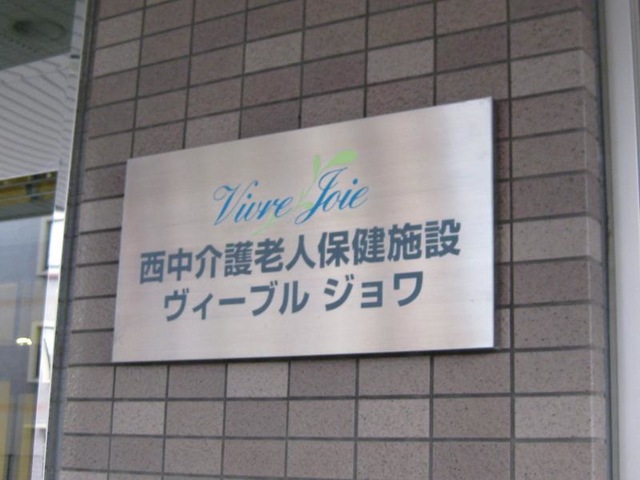 Vivre Joie
西中介護老人保健施設
ヴィーブル ジョワ